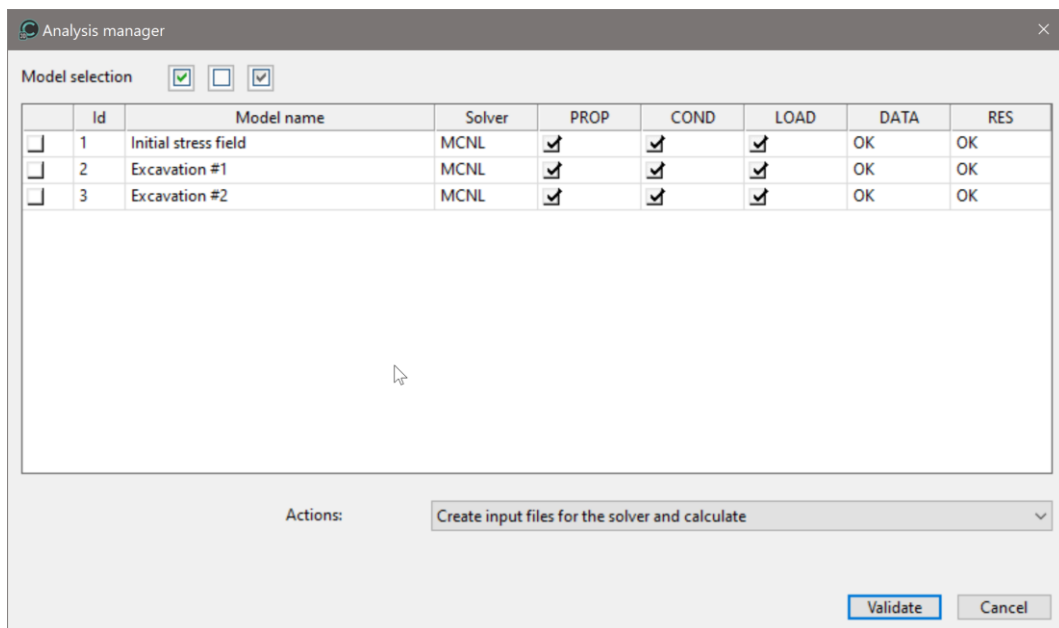 Analysis manager
Model selection
Id Model name Solver PROP COND LOAD DATA RES
1 Initial stress field MCNL OK OK
2 Excavation #1 MCNL OK OK
3 Excavation #2 MCNL OK OK
Actions: Create input files for the solver and calculate
Validate Cancel